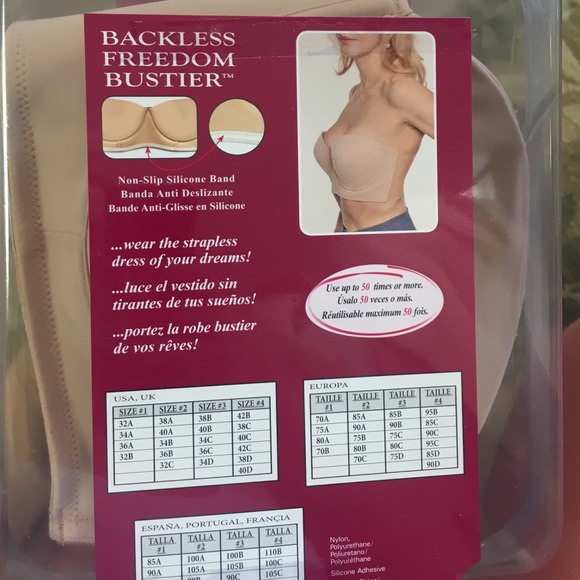 BACKLESS
FREEDOM
BUSTIER™
Non-Slip Silicone Band
Banda Anti Deslizante
Bande Anti-Glisse en Silicone
...wear the strapless
dress of your dreams!
...luce el vestido sin
tirantes de tus sueños!
...portez la robe bustier
de vos rêves!
Use up to 50 times or more.
Úsalo 50 veces o más.
Réutilisable maximum 50 fois.
USA, UK
SIZE #1 SIZE #2 SIZE #3 SIZE #4
32A 38A 38B 42B
34A 40A 40B 38C
36A 34B 34C 40C
32B 36B 36C 42C
32C 34D 38D
40D
EUROPA
TAILLE #1 TAILLE #2 TAILLE #3 TAILLE #4
70A 85A 85B 95B
75A 90A 90B 85C
80A 75B 75C 90C
70B 80B 80C 95C
70C 75D 85D
90D
ESPAÑA, PORTUGAL, FRANÇIA
TALLA #1 TALLA #2 TALLA #3 TALLA #4
85A 100A 100B 110B
90A 105A 100C
90C 105C
Nylon,
Polyurethane/
Poliuretano/
Polyuréthane
Silicone Adhesive